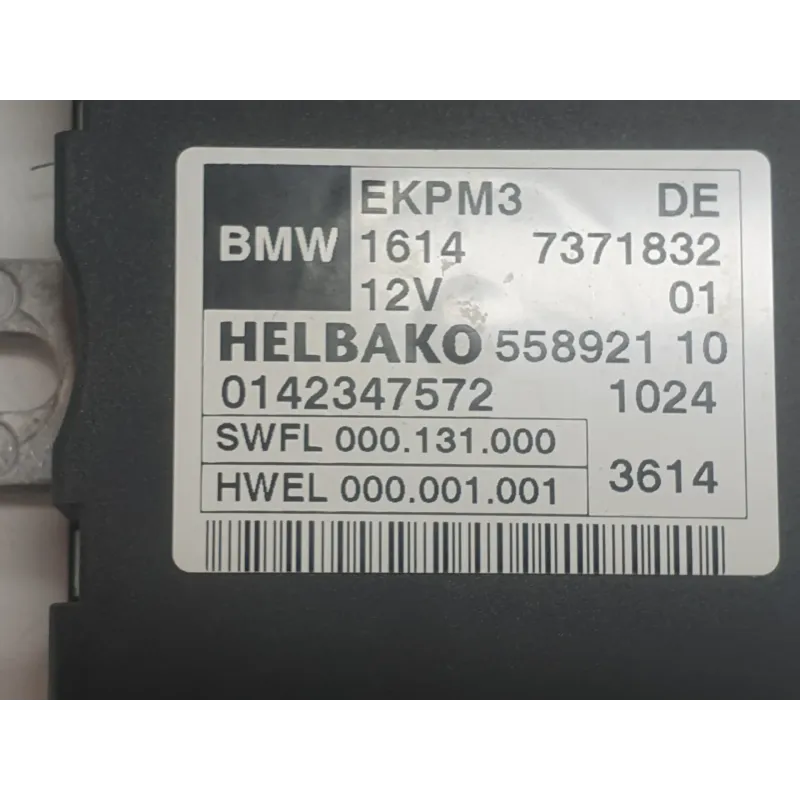 BMW EKPM3 DE
1614 7371832
12V 01
HELBAKO 558921 10
0142347572 1024
SWFL 000.131.000
HWEL 000.001.001
3614